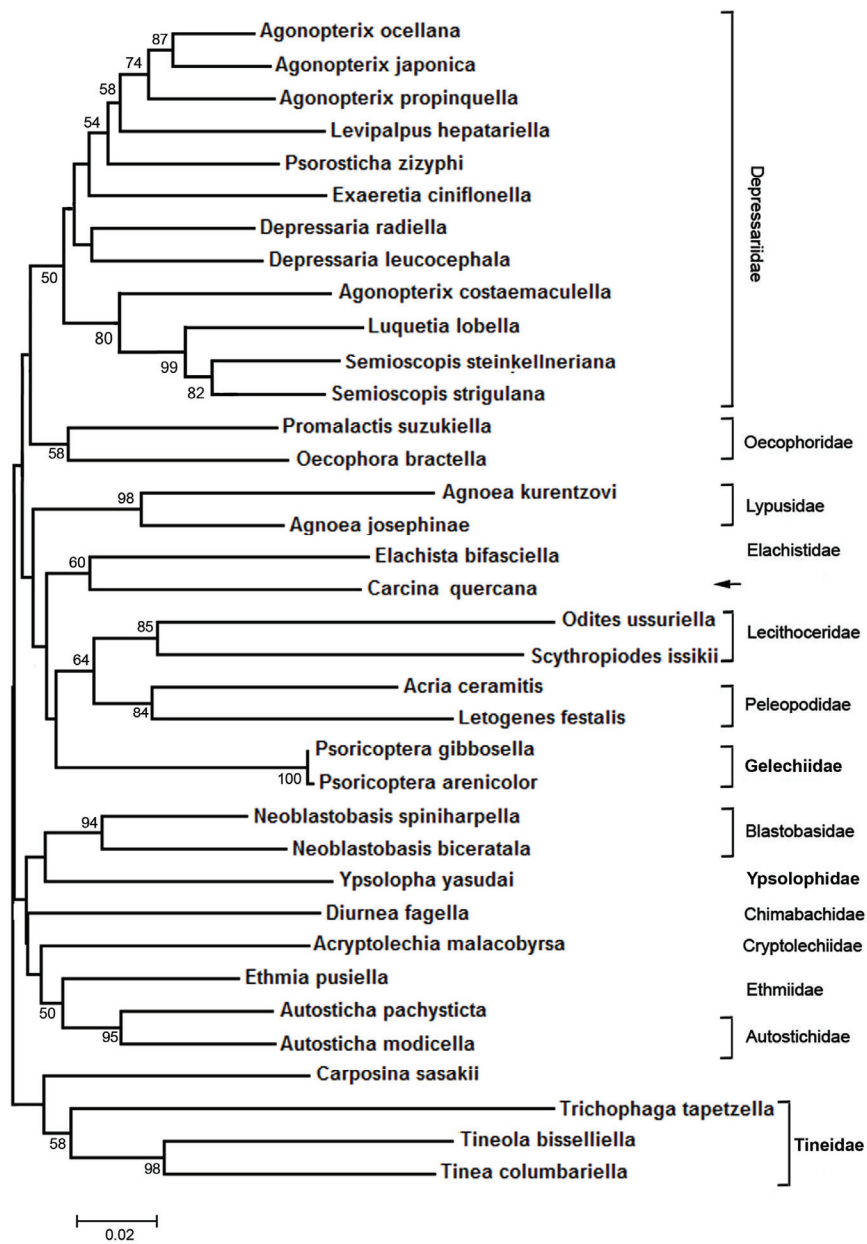 87
Agonopterix ocellana
74
Agonopterix japonica
58
Agonopterix propinquella
54
Levipalpus hepatariella
Psorosticha zizyphi
Exaeretia ciniflonella
Depressaria radiella
50
Depressaria leucocephala
Agonopterix costaemaculella
80
Luquetia lobella
99
Semioscopis steinkellneriana
82
Semioscopis strigulana
Depressariidae
Promalactis suzukiella
58
Oecophora bractella
Oecophoridae
98
Agnoea kurentzovi
Agnoea josephinae
Lypusidae
60
Elachista bifasciella
Elachistidae
Carcina quercana
85
Odites ussuriella
Scythropiodes issikii
Lecithoceridae
64
Acria ceramitis
84
Letogenes festalis
Peleopodidae
Psoricoptera gibbosella
100
Psoricoptera arenicolor
Gelechiidae
94
Neoblastobasis spiniharpella
Neoblastobasis biceratala
Blastobasidae
Ypsolopha yasudai
Ypsolophidae
Diurnea fagella
Chimabachidae
Acryptolechia malacobyrsa
Cryptolechiidae
Ethmia pusiella
Ethmiidae
50
Autosticha pachysticta
95
Autosticha modicella
Autostichidae
Carposina sasakii
Trichophaga tapetzella
58
Tineola bisselliella
98
Tinea columbariella
Tineidae
0.02